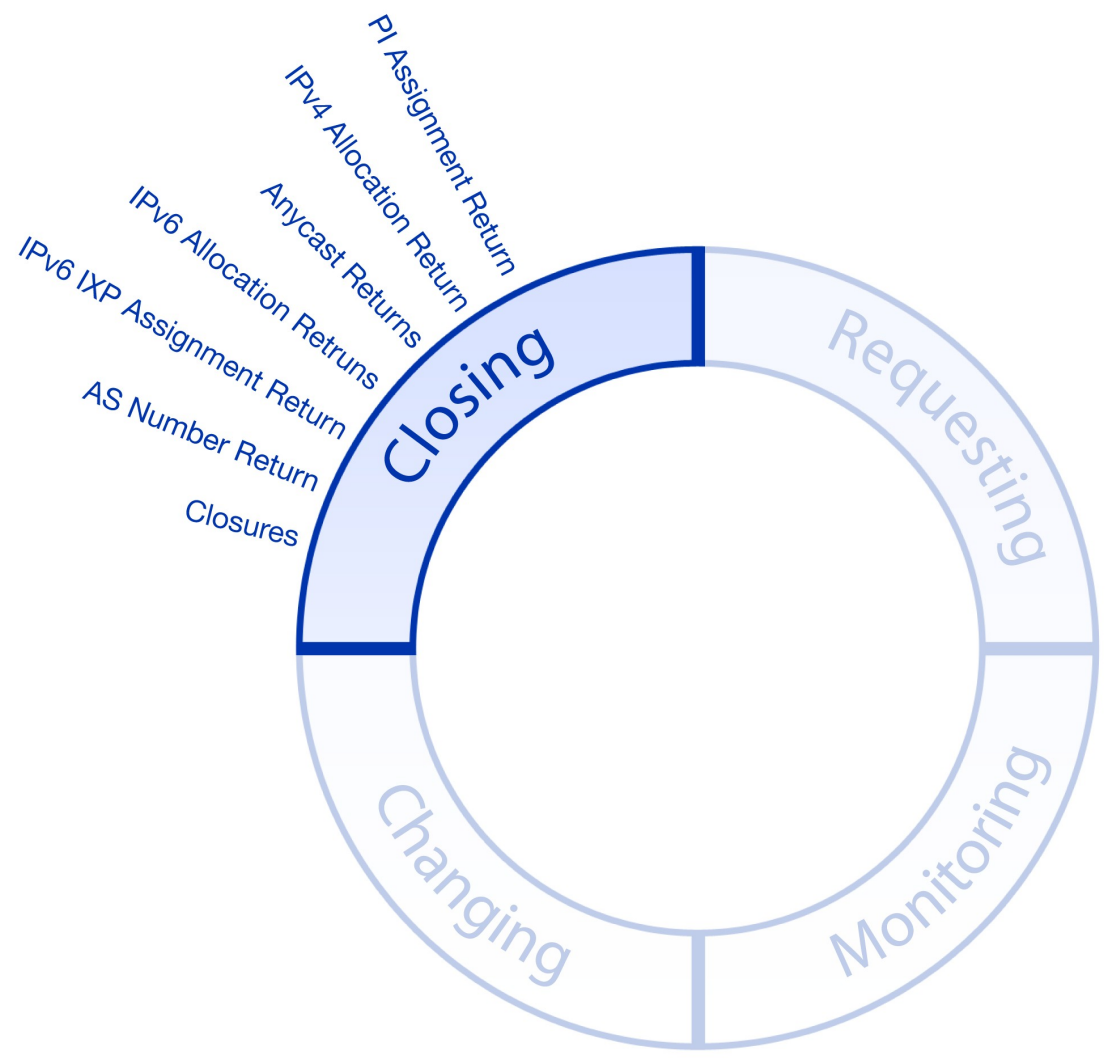 PI Assignment Return
IPv4 Allocation Return
Anycast Returns
IPv6 Allocation Retruns
IPv6 IXP Assignment Return
AS Number Return
Closures
Closing
Requesting
Monitoring
Changing